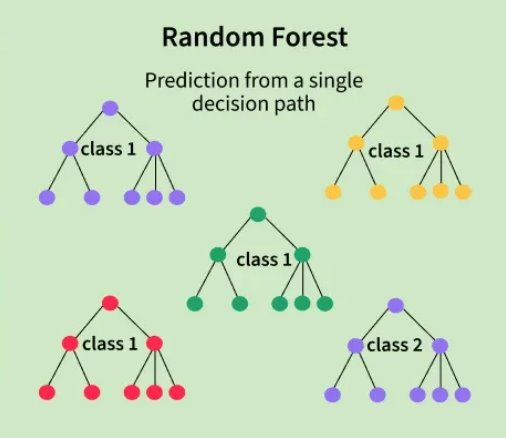 Random Forest
Prediction from a single
decision path
class 1
class 1
class 1
class 1
class 2